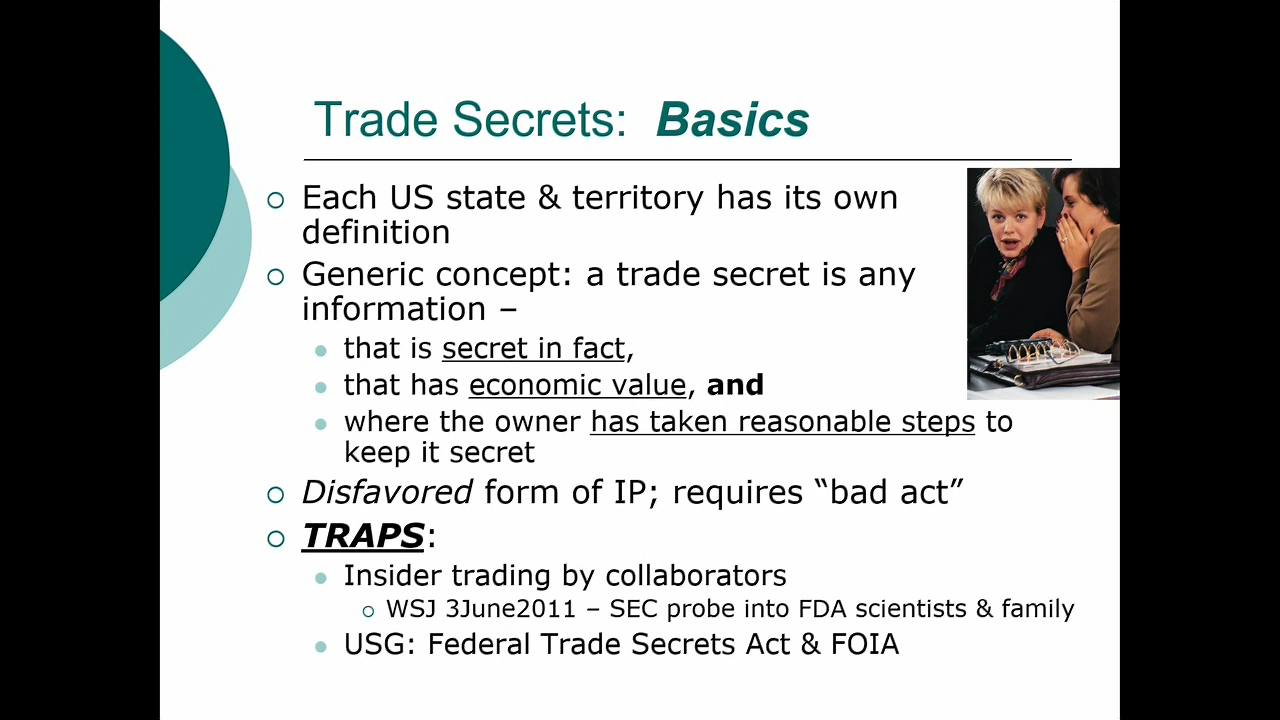 Trade Secrets: Basics
Each US state & territory has its own
definition
Generic concept: a trade secret is any
information –
that is secret in fact,
that has economic value, and
where the owner has taken reasonable steps to
keep it secret
Disfavored form of IP; requires “bad act”
TRAPS:
Insider trading by collaborators
WSJ 3June2011 – SEC probe into FDA scientists & family
USG: Federal Trade Secrets Act & FOIA